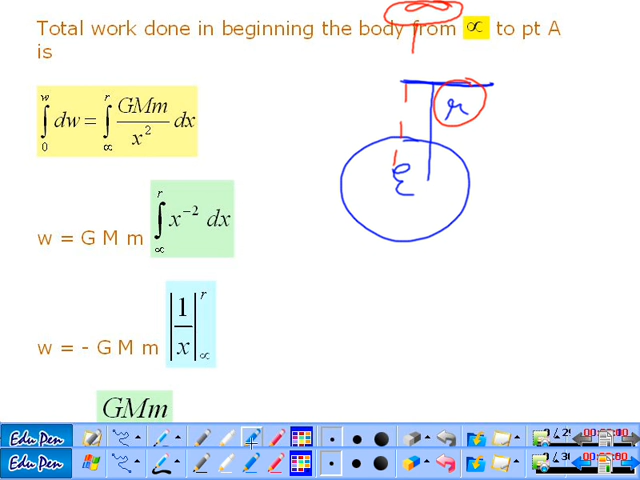 Total work done in beginning the body from ∝ to pt A
is
∫₀ʷ dw = ∫∝ʳ GMm/x² dx
r
w = G M m ∫∝ʳ x⁻² dx
w = - G M m |1/x|∝ʳ
GMm
Edu Pen
Edu Pen